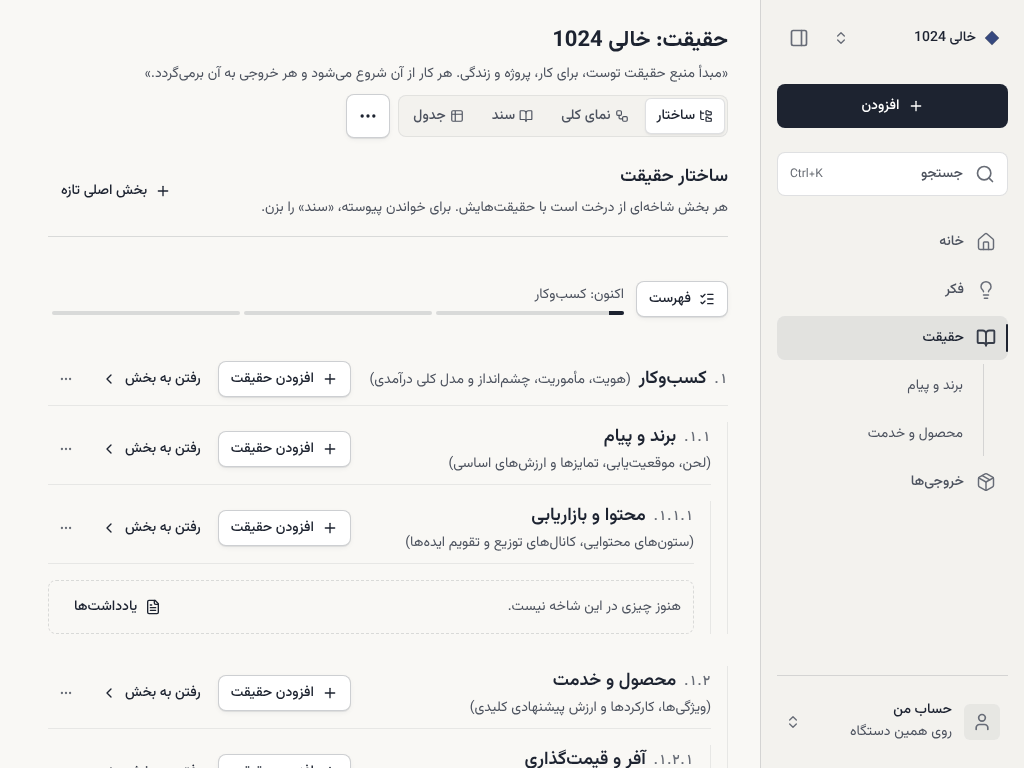 خالی 1024
افزودن
جستجو
Ctrl+K
خانه
فکر
حقیقت
برند و پیام
محصول و خدمت
خروجی‌ها
حساب من
روی همین دستگاه
حقیقت: خالی 1024
«مبدأ منبع حقیقت توست، برای کار، پروژه و زندگی. هر کار از آن شروع می‌شود و هر خروجی به آن برمی‌گردد.»
ساختار
نمای کلی
سند
جدول
ساختار حقیقت
هر بخش شاخه‌ای از درخت است با حقیقت‌هایش. برای خواندن پیوسته، «سند» را بزن.
بخش اصلی تازه
فهرست
اکنون: کسب‌وکار
۱. کسب‌وکار (هویت، مأموریت، چشم‌انداز و مدل کلی درآمدی)
افزودن حقیقت
رفتن به بخش
۱.۱. برند و پیام
(لحن، موقعیت‌یابی، تمایزها و ارزش‌های اساسی)
افزودن حقیقت
رفتن به بخش
۱.۱.۱. محتوا و بازاریابی
(ستون‌های محتوایی، کانال‌های توزیع و تقویم ایده‌ها)
افزودن حقیقت
رفتن به بخش
هنوز چیزی در این شاخه نیست.
یادداشت‌ها
۱.۲. محصول و خدمت
(ویژگی‌ها، کارکردها و ارزش پیشنهادی کلیدی)
افزودن حقیقت
رفتن به بخش
۱.۲.۱. آفر و قیمت‌گذاری